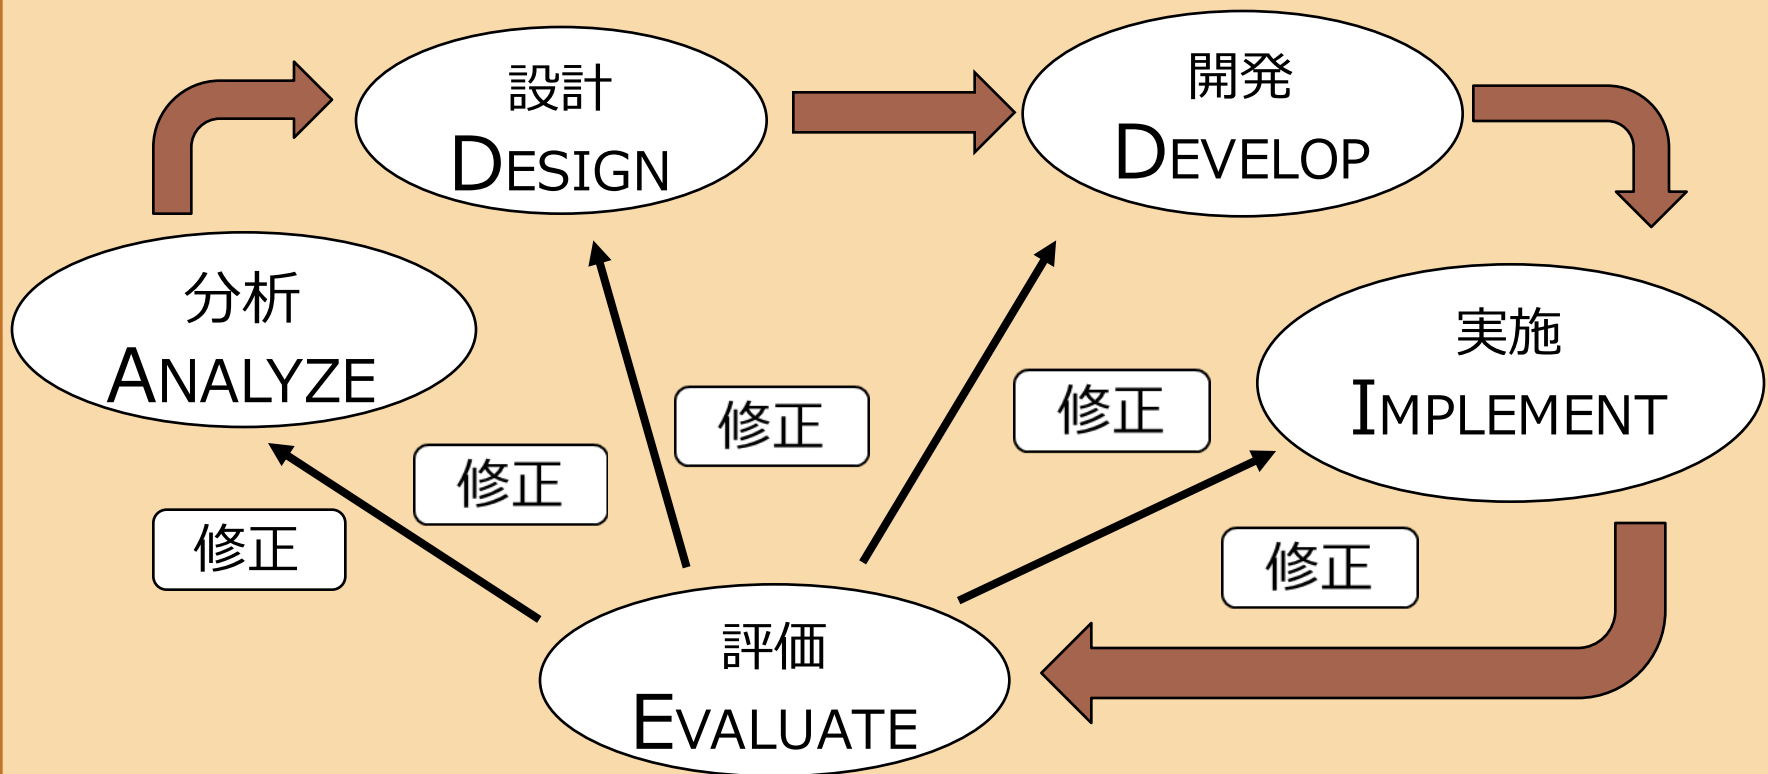 設計
DESIGN
開発
DEVELOP
分析
ANALYZE
実施
IMPLEMENT
修正
修正
修正
修正
修正
評価
EVALUATE